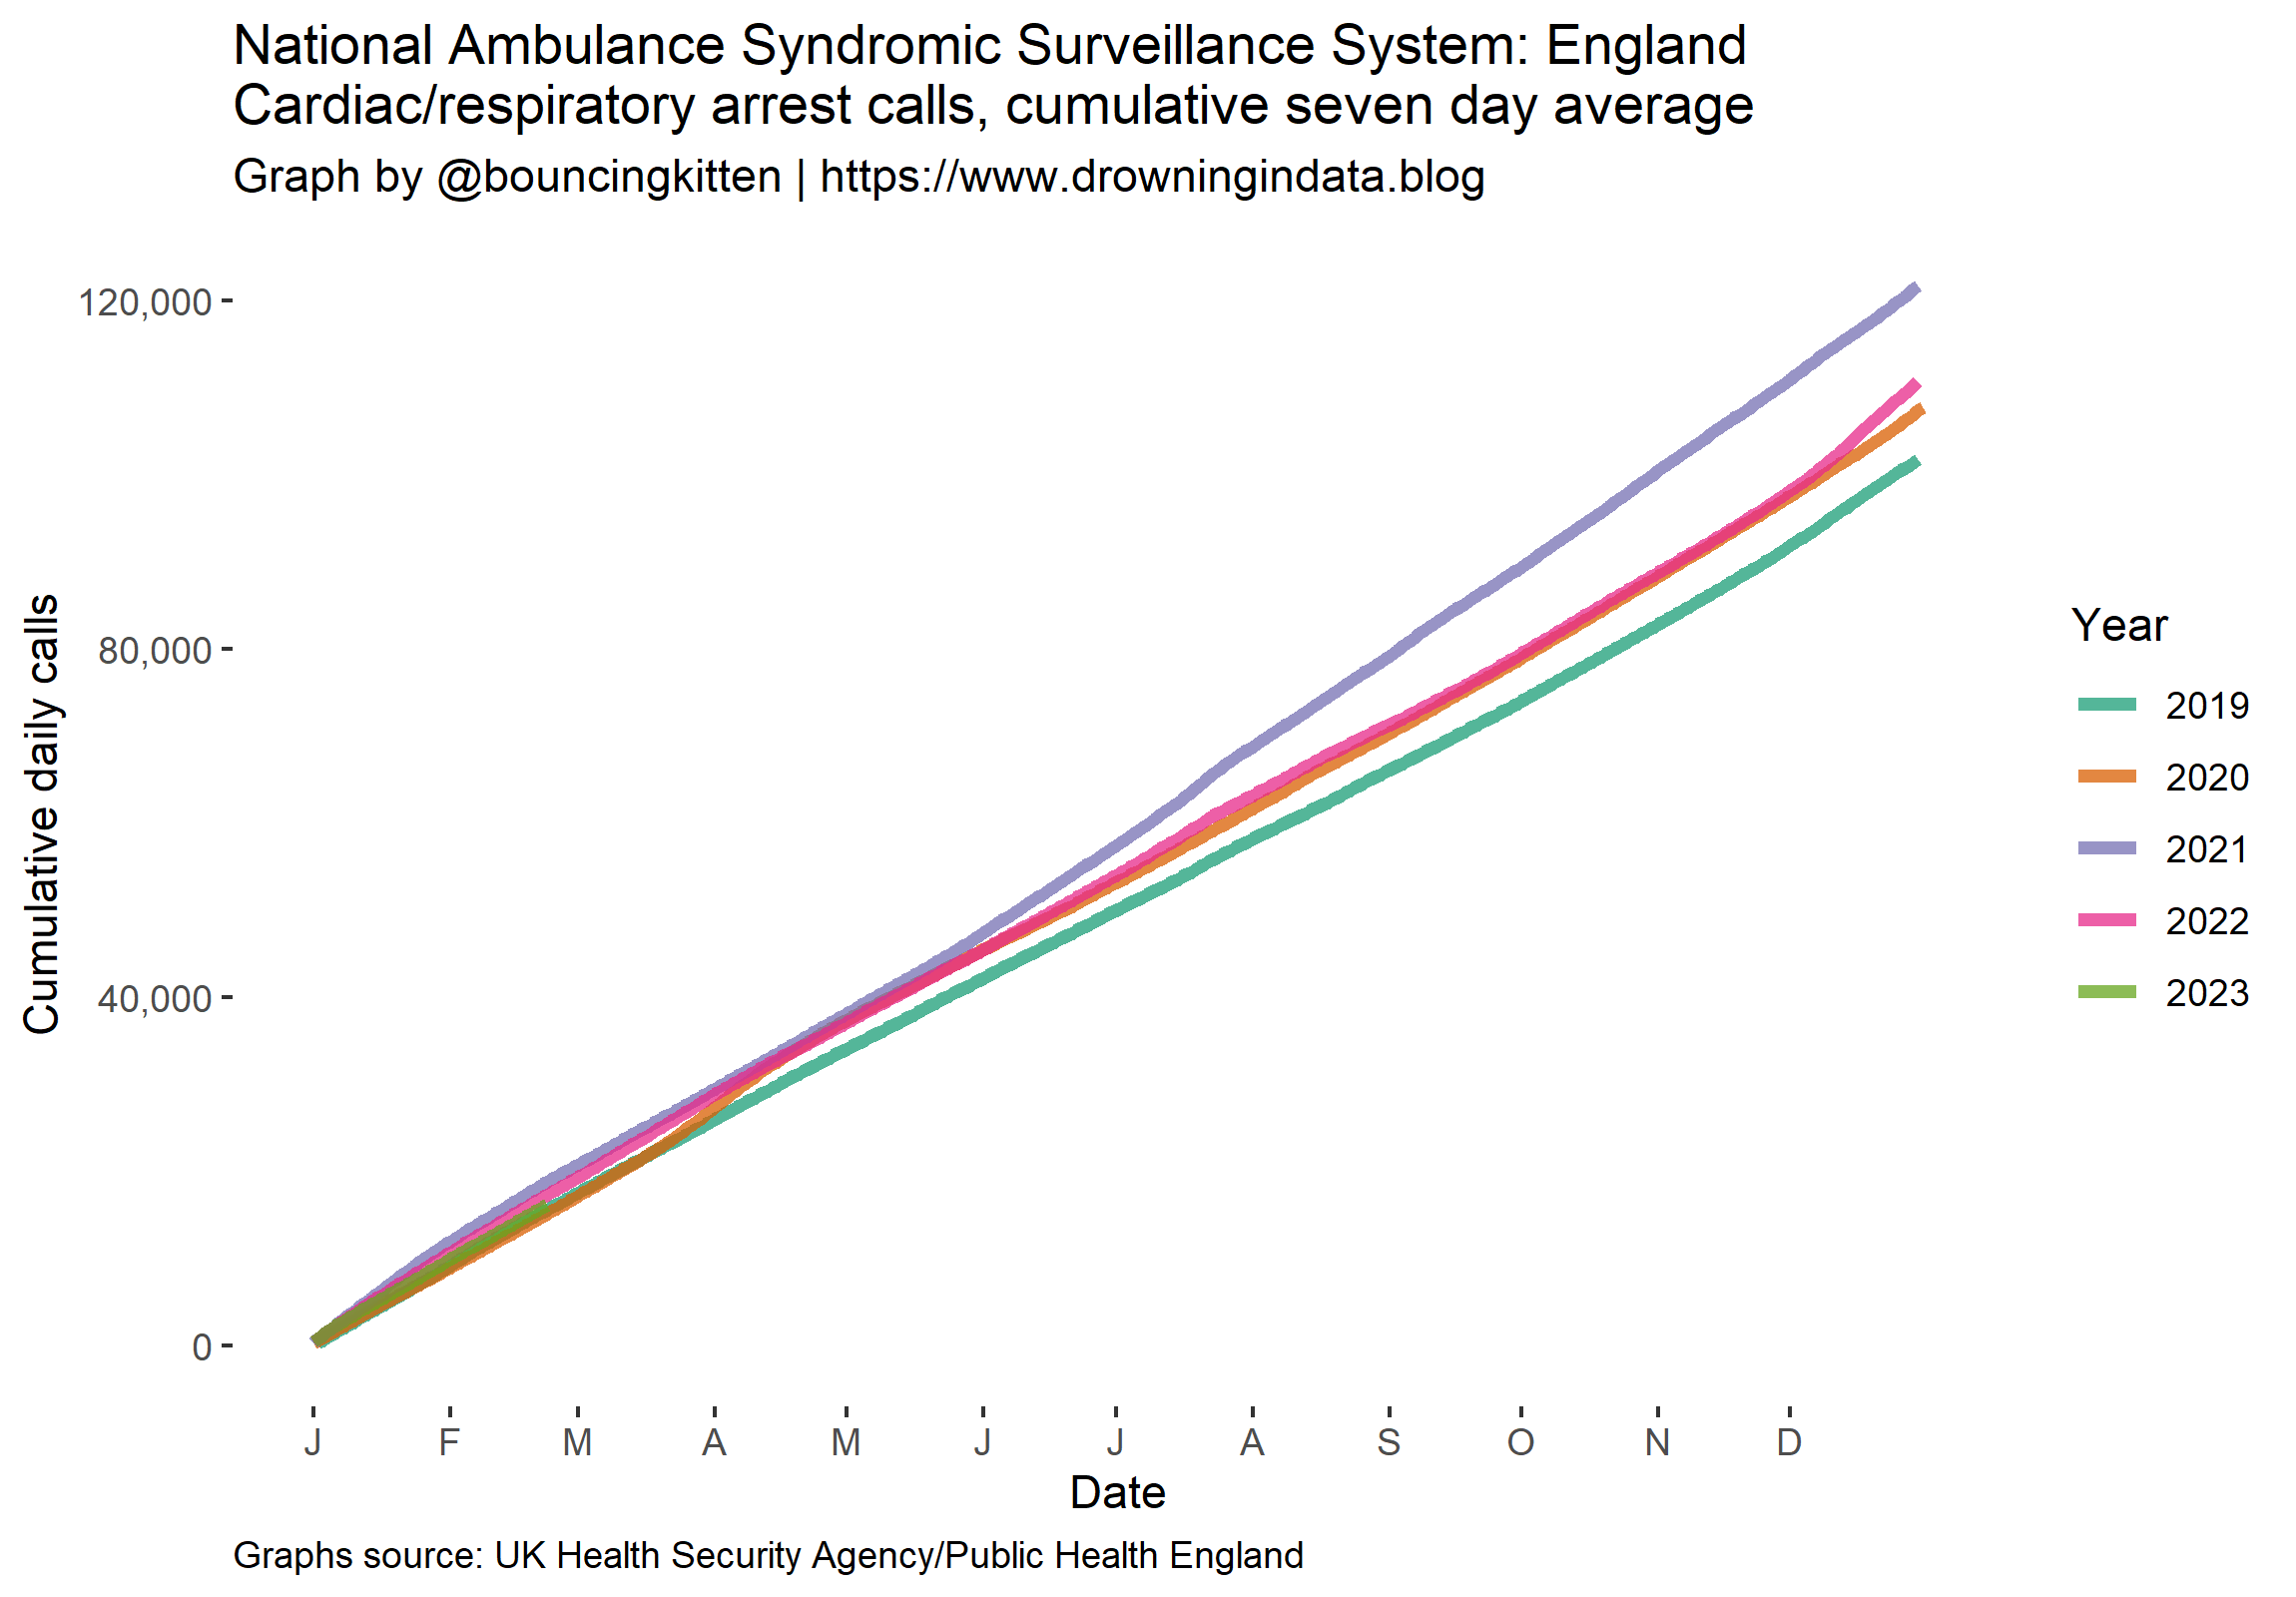 National Ambulance Syndromic Surveillance System: England
Cardiac/respiratory arrest calls, cumulative seven day average
Graph by @bouncingkitten | https://www.drowningindata.blog
120,000
80,000
40,000
0
Cumulative daily calls
J F M A M J J A S O N D
Date
Year
2019
2020
2021
2022
2023
Graphs source: UK Health Security Agency/Public Health England